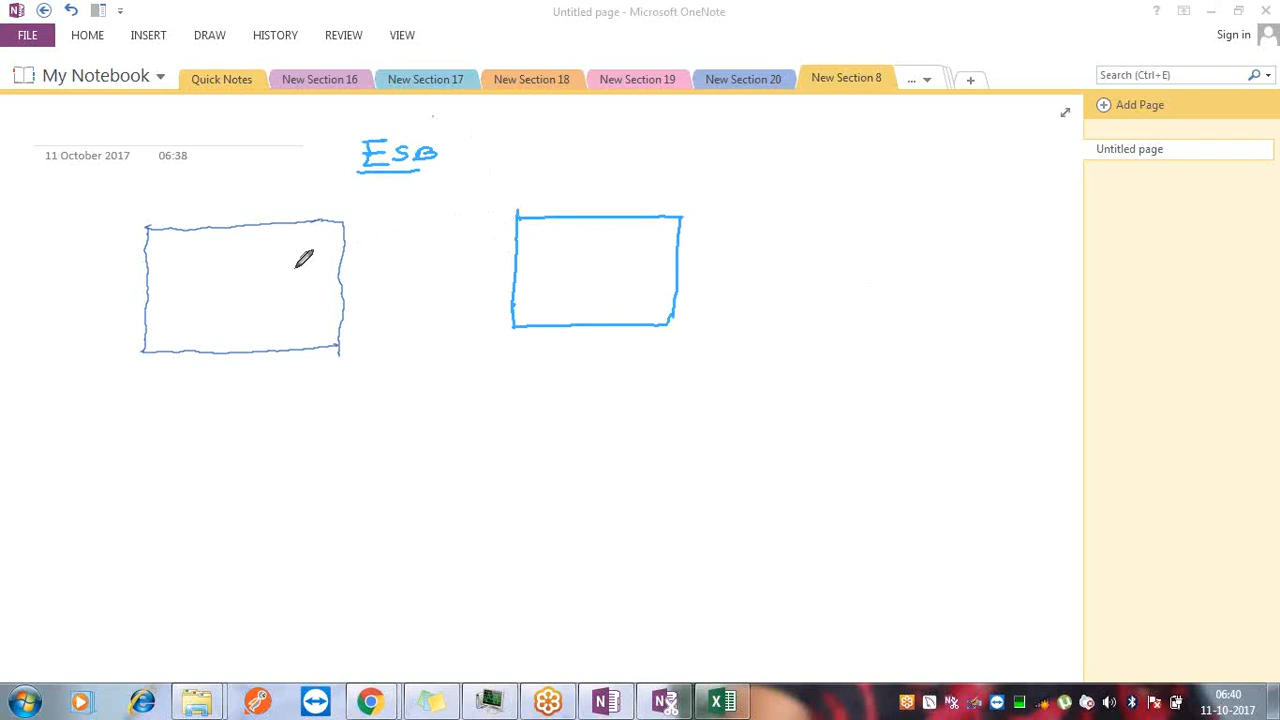 Untitled page - Microsoft OneNote
FILE HOME INSERT DRAW HISTORY REVIEW VIEW Sign in
My Notebook Quick Notes New Section 16 New Section 17 New Section 18 New Section 19 New Section 20 New Section 8 ... Search (Ctrl+E)
Add Page
11 October 2017 06:38
ESB
Untitled page
06:40
11-10-2017